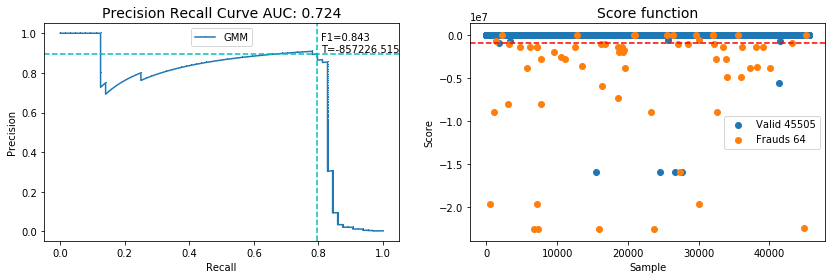 Precision Recall Curve AUC: 0.724
1.0
0.8
0.6
0.4
0.2
0.0
Precision
GMM
F1=0.843
T=-857226.515
0.0 0.2 0.4 0.6 0.8 1.0
Recall
Score function
1e7
0.0
−0.5
−1.0
−1.5
−2.0
Score
Valid 45505
Frauds 64
0 10000 20000 30000 40000
Sample